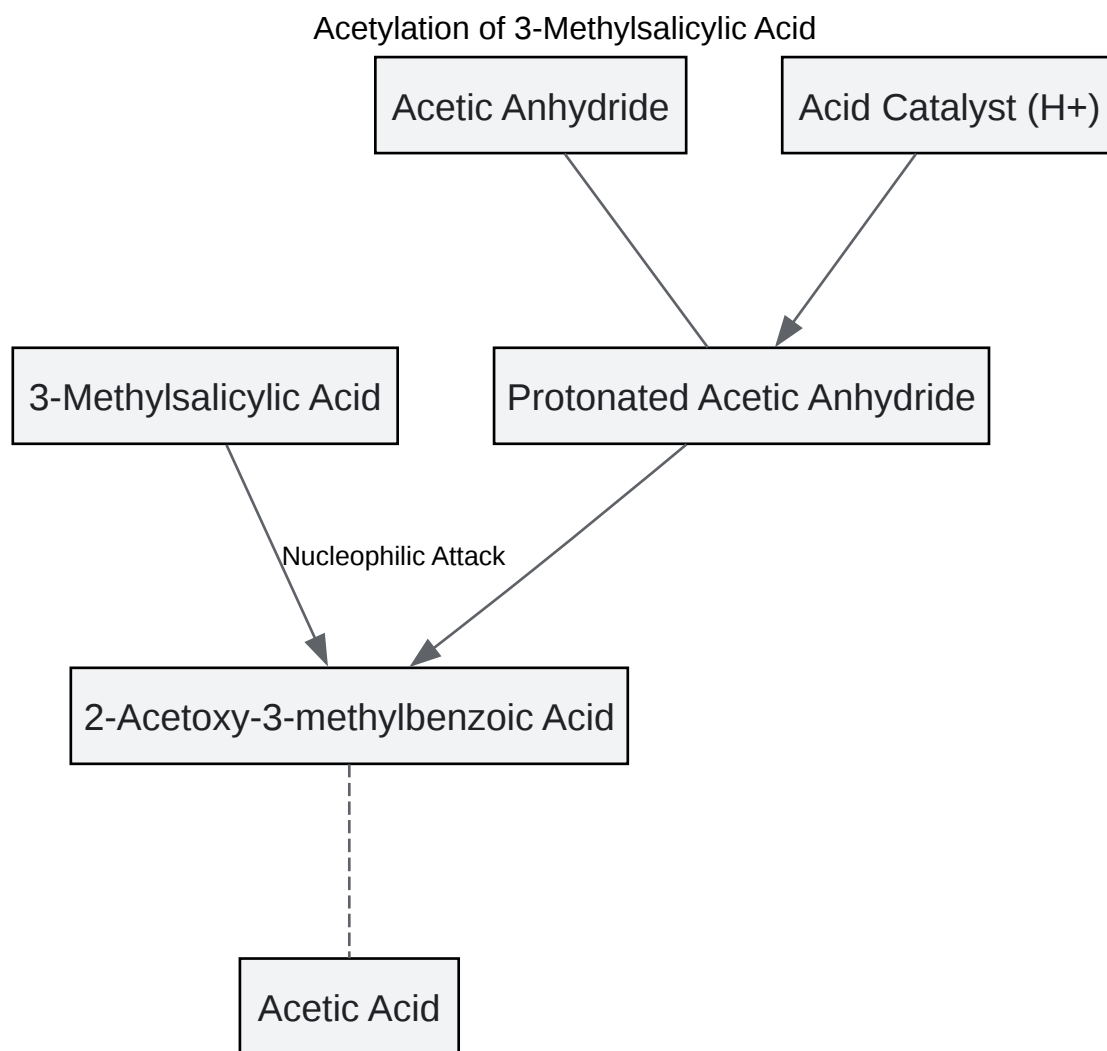 Acetylation of 3-Methylsalicylic Acid
Acetic Anhydride
Acid Catalyst (H+)
3-Methylsalicylic Acid
Protonated Acetic Anhydride
Nucleophilic Attack
2-Acetoxy-3-methylbenzoic Acid
Acetic Acid